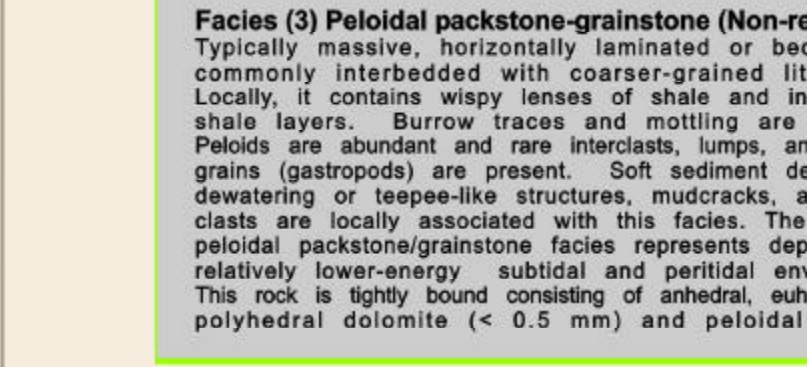 Facies (3) Peloidal packstone-grainstone (Non-re
Typically massive, horizontally laminated or bec
commonly interbedded with coarser-grained lit
Locally, it contains wispy lenses of shale and in
shale layers. Burrow traces and mottling are
Peloids are abundant and rare interclasts, lumps, an
grains (gastropods) are present. Soft sediment de
dewatering or teepee-like structures, mudcracks, a
clasts are locally associated with this facies. The
peloidal packstone/grainstone facies represents dep
relatively lower-energy subtidal and peritidal env
This rock is tightly bound consisting of anhedral, euh
polyhedral dolomite (< 0.5 mm) and peloidal